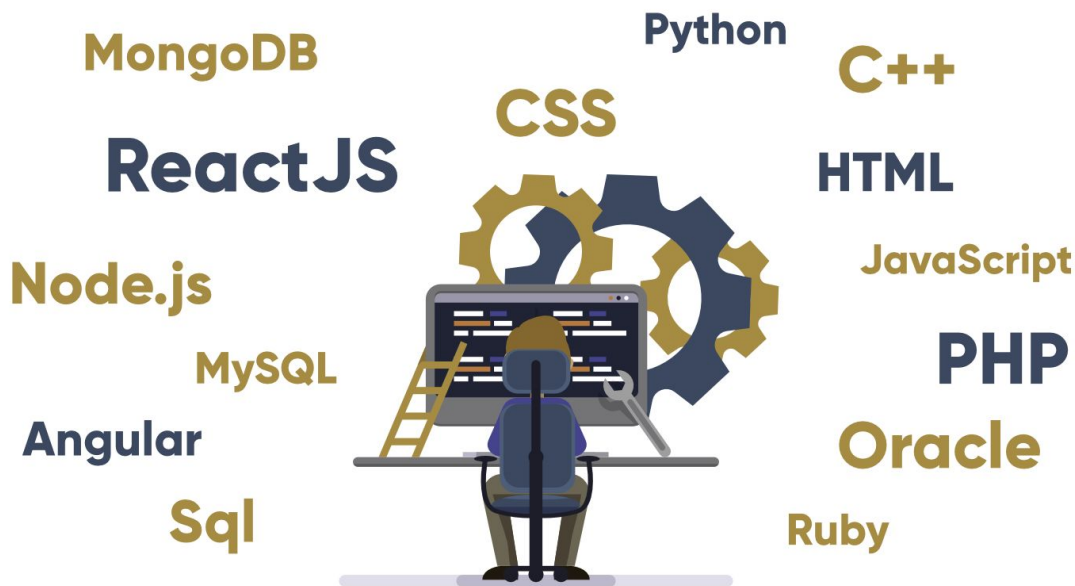 Python
MongoDB
C++
CSS
ReactJS
HTML
JavaScript
Node.js
PHP
MySQL
Angular
Oracle
Sql
Ruby